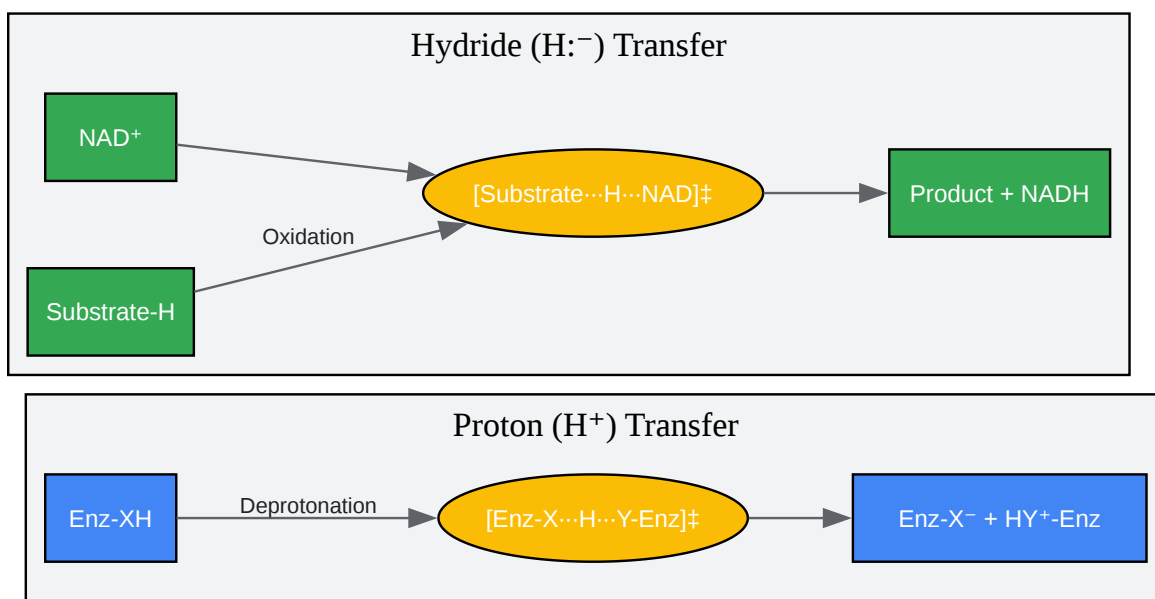 Hydride (H:⁻) Transfer
NAD⁺
[Substrate···H···NAD]‡
Product + NADH
Oxidation
Substrate-H
Proton (H⁺) Transfer
Enz-XH
Deprotonation
[Enz-X···H···Y-Enz]‡
Enz-X⁻ + HY⁺-Enz